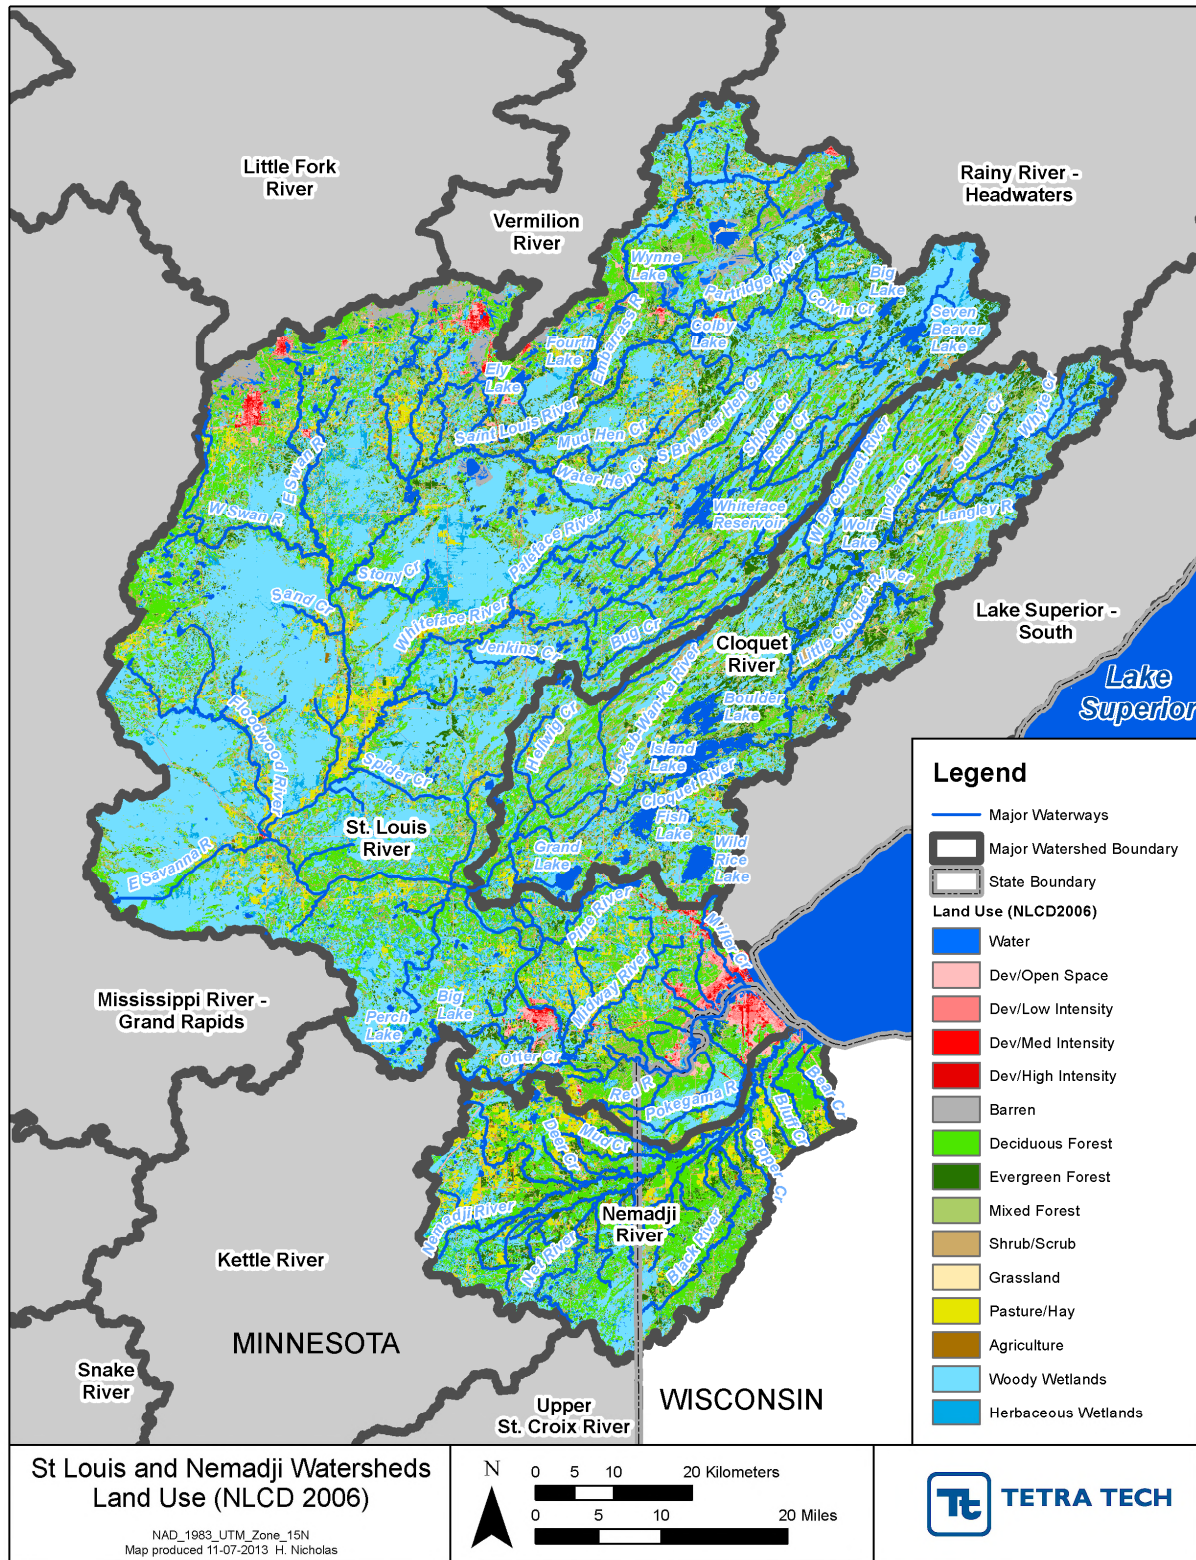 Little Fork
River
Vermilion
River
Rainy River -
Headwaters
Wynne
Lake
Partridge River
Big
Lake
Colvin Cr
Seven
Beaver
Lake
Embarrass R
Colby
Lake
Fourth
Lake
Ely
Lake
Saint Louis River
Mud Hen Cr
Water Hen Cr
S Br Water Hen Cr
Silver Cr
Reno Cr
W Br Cloquet River
Indian Cr
Sullivan Cr
Whyte Cr
Langley R
E Swan R
W Swan R
Whiteface
Reservoir
Wolf
Lake
Paleface River
Stony Cr
Sand Cr
Whiteface River
Jenkins Cr
Bug Cr
Little Cloquet River
Cloquet
River
Lake Superior -
South
Lake
Superior
Us-Kab-Wan-Ka River
Boulder
Lake
Hellwig Cr
Island
Lake
Cloquet River
Fish
Lake
Floodwood River
Spider Cr
St. Louis
River
E Savanna R
Grand
Lake
Wild
Rice
Lake
Pine River
Miller Cr
Midway River
Mississippi River -
Grand Rapids
Big
Lake
Perch
Lake
Otter Cr
Red R
Pokegama R
Bear Cr
Bluff Cr
Mud Cr
Deer Cr
Copper Cr
Nemadji River
Nemadji
River
Net River
Black River
Kettle River
MINNESOTA
Snake
River
Upper
St. Croix River
WISCONSIN
Legend
Major Waterways
Major Watershed Boundary
State Boundary
Land Use (NLCD2006)
Water
Dev/Open Space
Dev/Low Intensity
Dev/Med Intensity
Dev/High Intensity
Barren
Deciduous Forest
Evergreen Forest
Mixed Forest
Shrub/Scrub
Grassland
Pasture/Hay
Agriculture
Woody Wetlands
Herbaceous Wetlands
St Louis and Nemadji Watersheds
Land Use (NLCD 2006)
NAD_1983_UTM_Zone_15N
Map produced 11-07-2013 H. Nicholas
N
0 5 10 20 Kilometers
0 5 10 20 Miles
Tt TETRA TECH